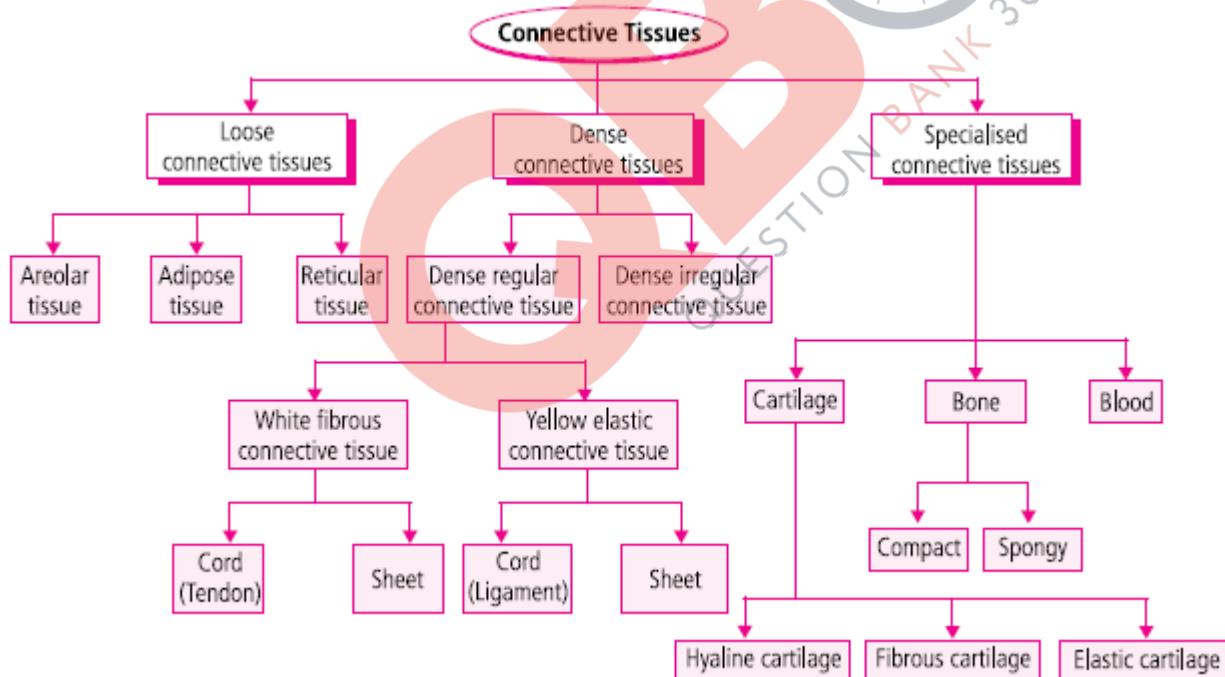 Connective Tissues
Loose
connective tissues
Dense
connective tissues
Specialised
connective tissues
Areolar
tissue
Adipose
tissue
Reticular
tissue
Dense regular
connective tissue
Dense irregular
connective tissue
White fibrous
connective tissue
Yellow elastic
connective tissue
Cartilage
Bone
Blood
Cord
(Tendon)
Sheet
Cord
(Ligament)
Sheet
Compact
Spongy
Hyaline cartilage
Fibrous cartilage
Elastic cartilage
QUESTION BANK